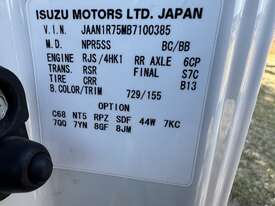 ISUZU MOTORS LTD. JAPAN
V.I.N. JAAN1R75MB7100385
M.D. NPR5SS BC/BB
ENGINE RJS/4HK1 RR AXLE 6CP
TRANS. RSR FINAL S7C
TIRE CRR B13
B.COLOR/TRIM 729/155
OPTION
C68 NT5 RPZ SDF 44W 7KC
7QQ 7YN 8GF 8JM